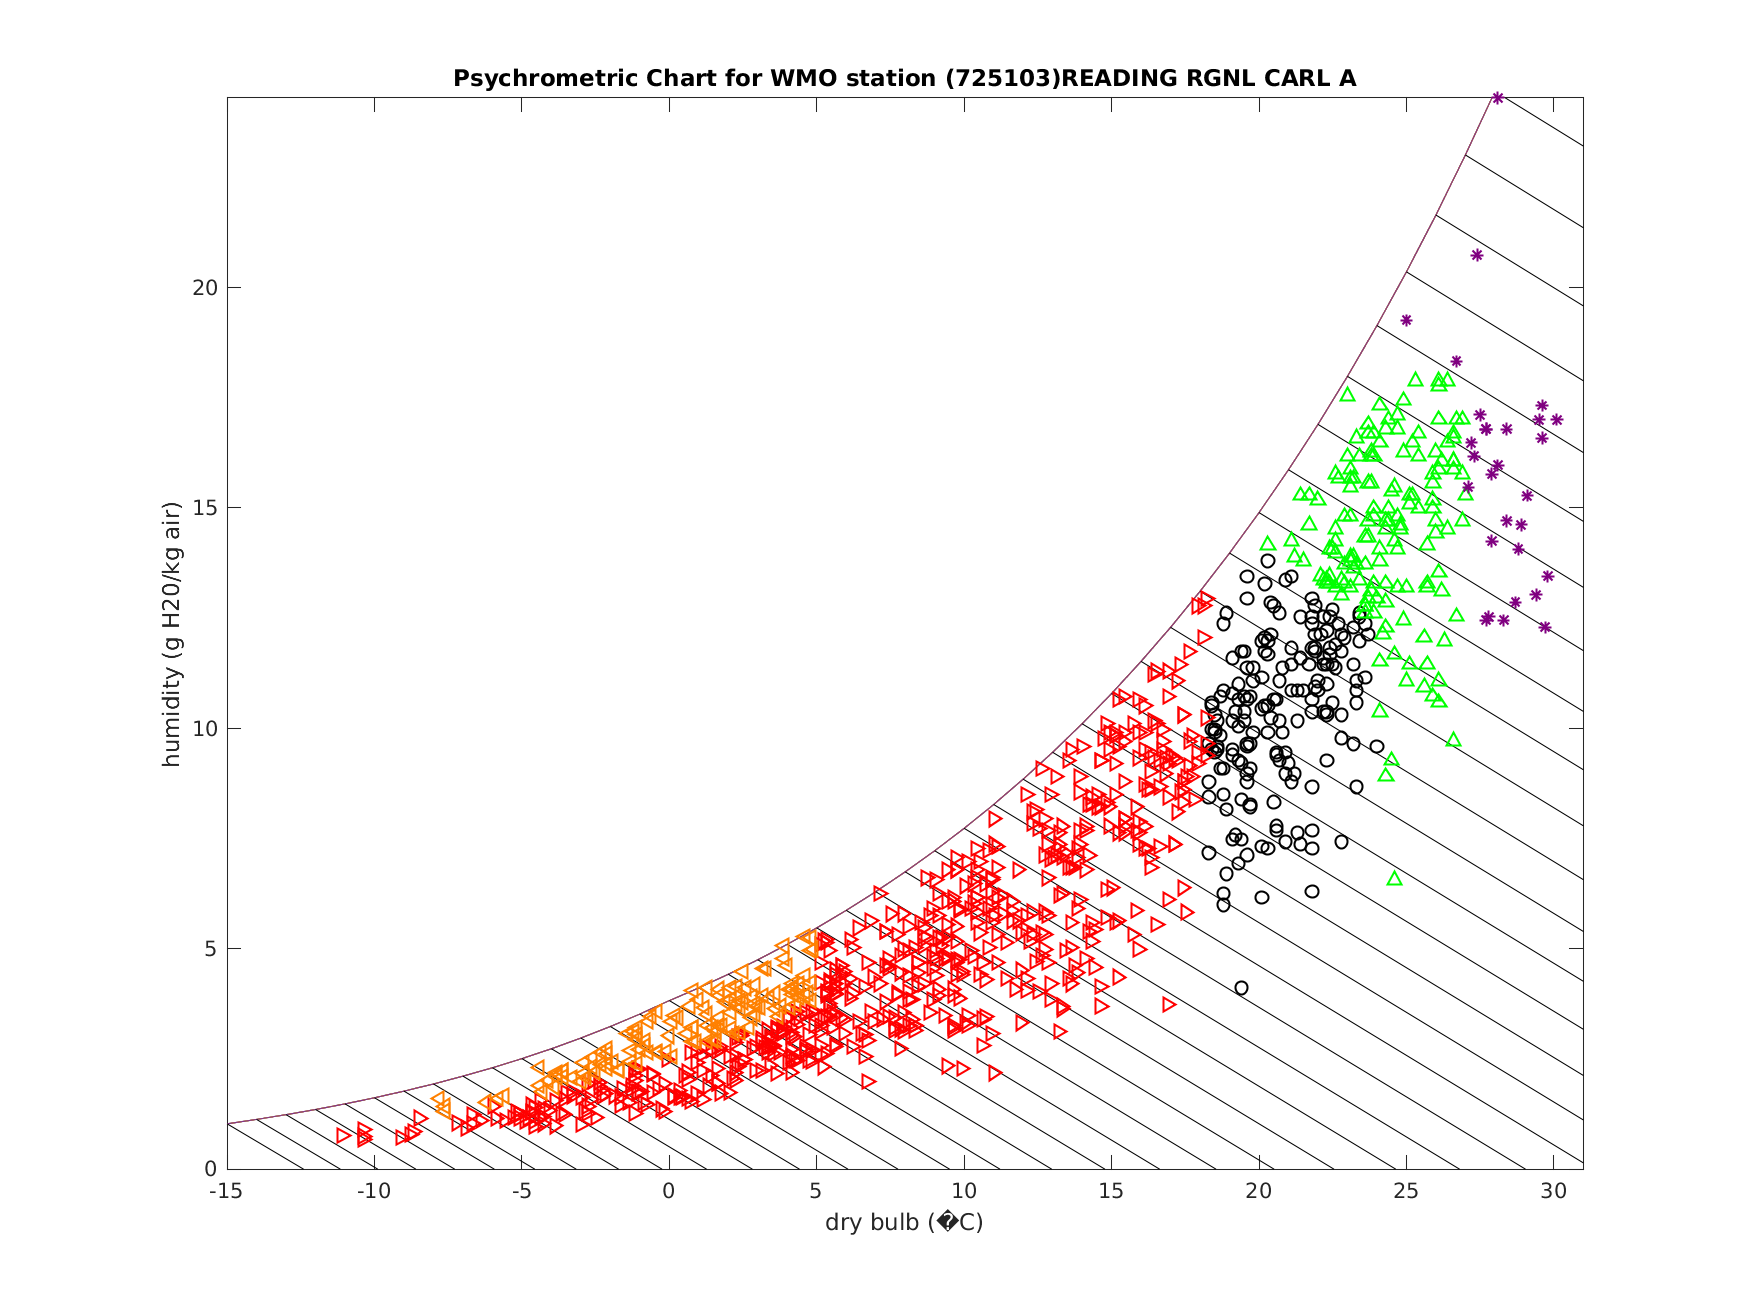 Psychrometric Chart for WMO station (725103)READING RGNL CARL A
humidity (g H20/kg air)
20
15
10
5
0
-15 -10 -5 0 5 10 15 20 25 30
dry bulb (�C)